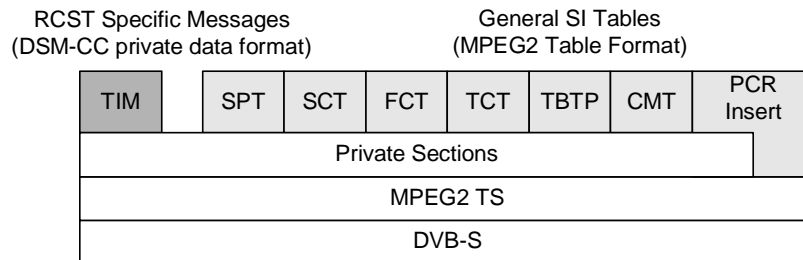 RCST Specific Messages
(DSM-CC private data format)
General SI Tables
(MPEG2 Table Format)
TIM
SPT
SCT
FCT
TCT
TBTP
CMT
PCR
Insert
Private Sections
MPEG2 TS
DVB-S